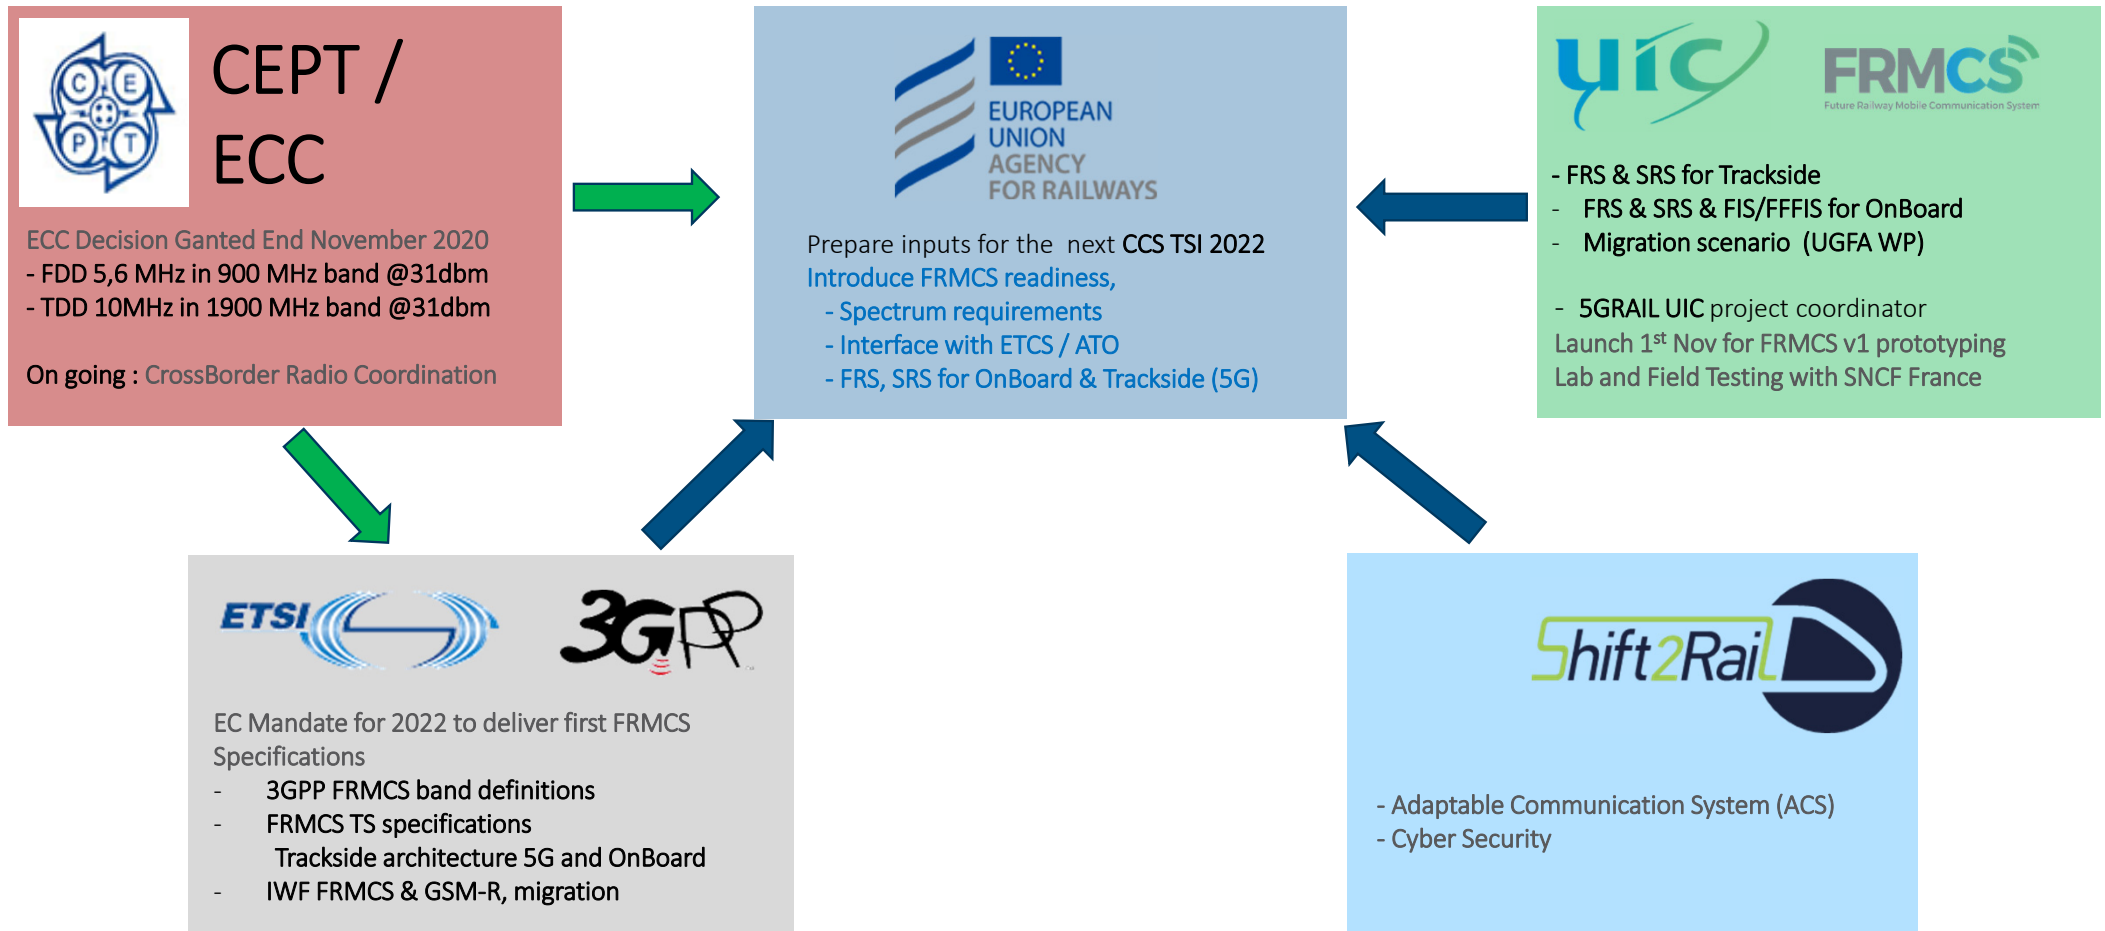 C E
P T
CEPT /
ECC
ECC Decision Ganted End November 2020
- FDD 5,6 MHz in 900 MHz band @31dbm
- TDD 10MHz in 1900 MHz band @31dbm
On going : CrossBorder Radio Coordination
EUROPEAN
UNION
AGENCY
FOR RAILWAYS
Prepare inputs for the next CCS TSI 2022
Introduce FRMCS readiness,
- Spectrum requirements
- Interface with ETCS / ATO
- FRS, SRS for OnBoard & Trackside (5G)
uic
FRMCS
Future Railway Mobile Communication System
- FRS & SRS for Trackside
- FRS & SRS & FIS/FFFIS for OnBoard
- Migration scenario (UGFA WP)
- 5GRAIL UIC project coordinator
Launch 1st Nov for FRMCS v1 prototyping
Lab and Field Testing with SNCF France
ETSI
3GPP
EC Mandate for 2022 to deliver first FRMCS
Specifications
- 3GPP FRMCS band definitions
- FRMCS TS specifications
Trackside architecture 5G and OnBoard
- IWF FRMCS & GSM-R, migration
Shift2Rail
- Adaptable Communication System (ACS)
- Cyber Security